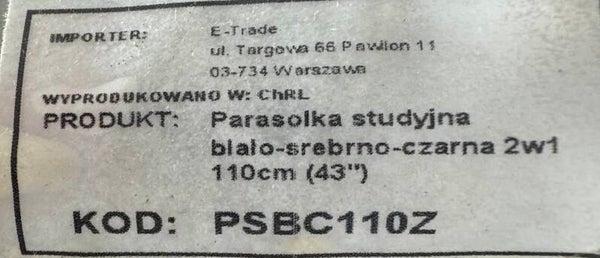 IMPORTER: E-Trade
ul. Targowa 66 Pawilon 11
03-734 Warszawa
WYPRODUKOWANO W: ChRL
PRODUKT: Parasolka studyjna
biało-srebrno-czarna 2w1
110cm (43")
KOD: PSBC110Z